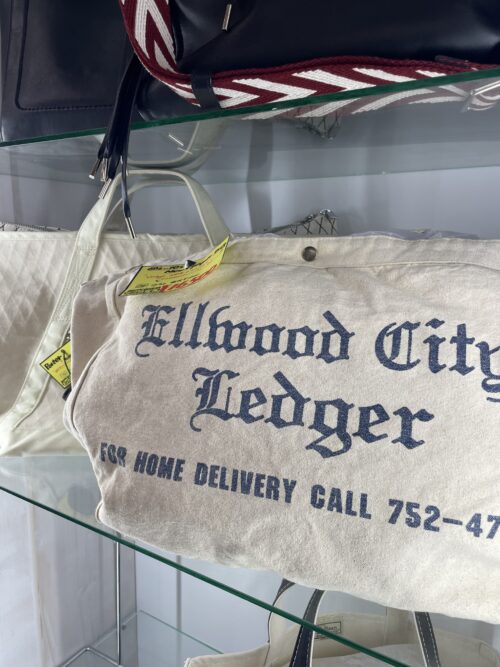 Ellwood City
Ledger
FOR HOME DELIVERY CALL 752-47